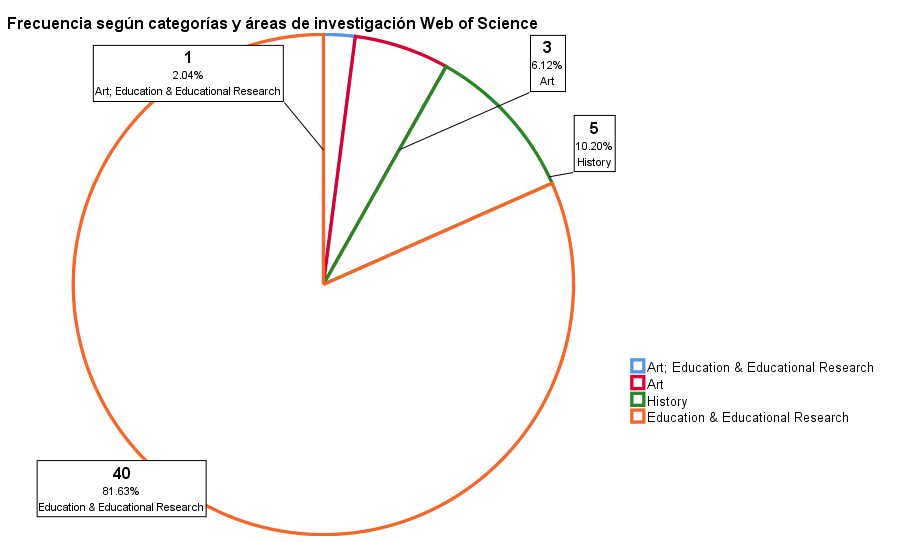 Frecuencia según categorías y áreas de investigación Web of Science
1
2.04%
Art; Education & Educational Research
3
6.12%
Art
5
10.20%
History
40
81.63%
Education & Educational Research
Art; Education & Educational Research
Art
History
Education & Educational Research